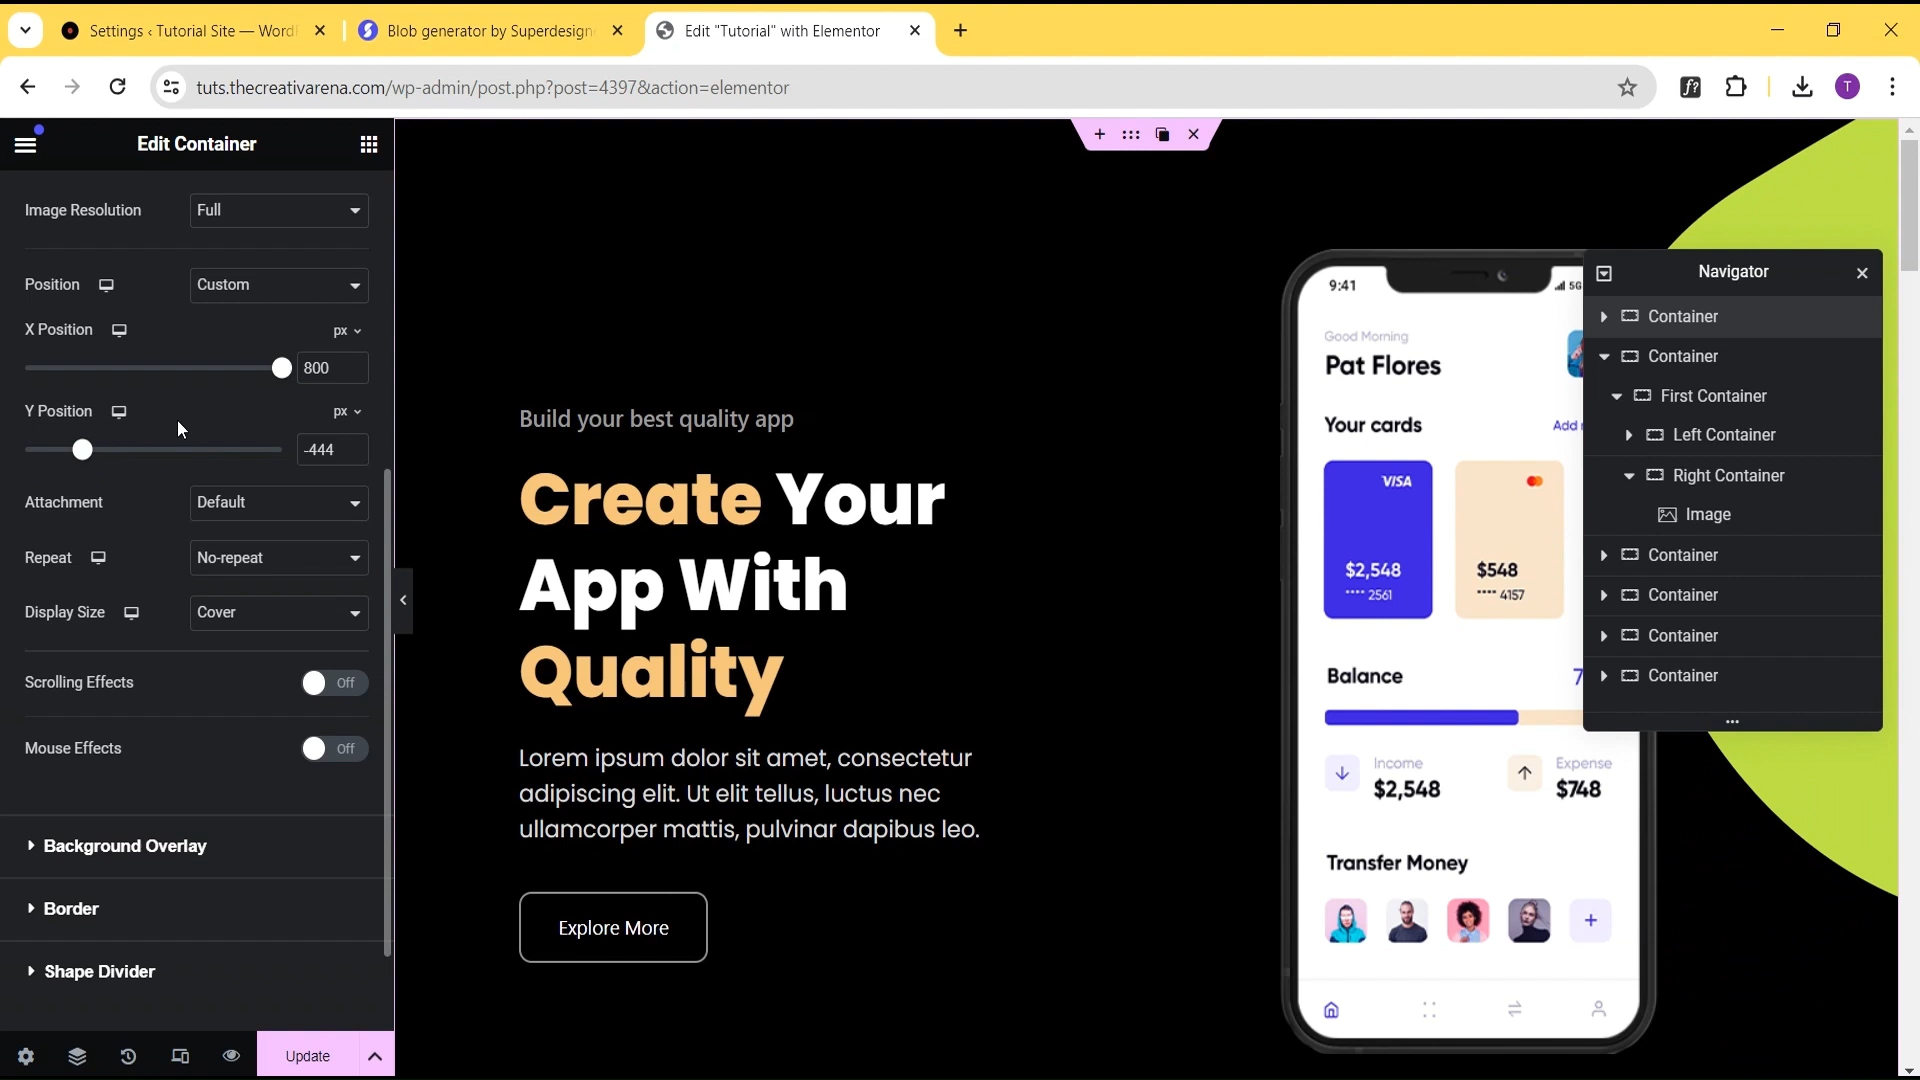 Settings ‹ Tutorial Site — Word
Blob generator by Superdesign
Edit "Tutorial" with Elementor
tuts.thecreativarena.com/wp-admin/post.php?post=4397&action=elementor
f?
T
Edit Container
Image Resolution
Full
Position
Custom
X Position
px
800
Y Position
px
-444
Attachment
Default
Repeat
No-repeat
Display Size
Cover
Scrolling Effects
Off
Mouse Effects
Off
Background Overlay
Border
Shape Divider
Update
Build your best quality app
Create Your
App With
Quality
Lorem ipsum dolor sit amet, consectetur
adipiscing elit. Ut elit tellus, luctus nec
ullamcorper mattis, pulvinar dapibus leo.
Explore More
9:41
5G
Good Morning
Pat Flores
Your cards
Add
VISA
$2,548
**** 2561
$548
**** 4157
Balance
7
Income
$2,548
Expense
$748
Transfer Money
Navigator
Container
Container
First Container
Left Container
Right Container
Image
Container
Container
Container
Container